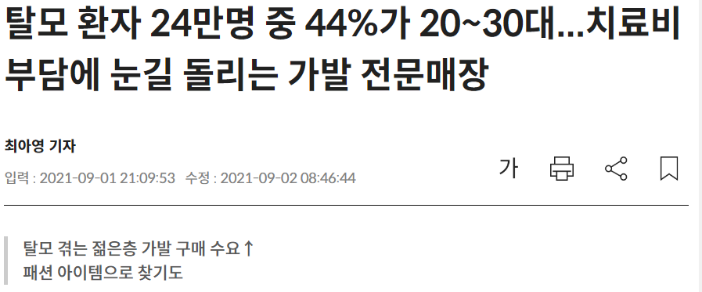 탈모 환자 24만명 중 44%가 20~30대...치료비
부담에 눈길 돌리는 가발 전문매장
최아영 기자
입력 : 2021-09-01 21:09:53 수정 : 2021-09-02 08:46:44
가
탈모 겪는 젊은층 가발 구매 수요↑
패션 아이템으로 찾기도